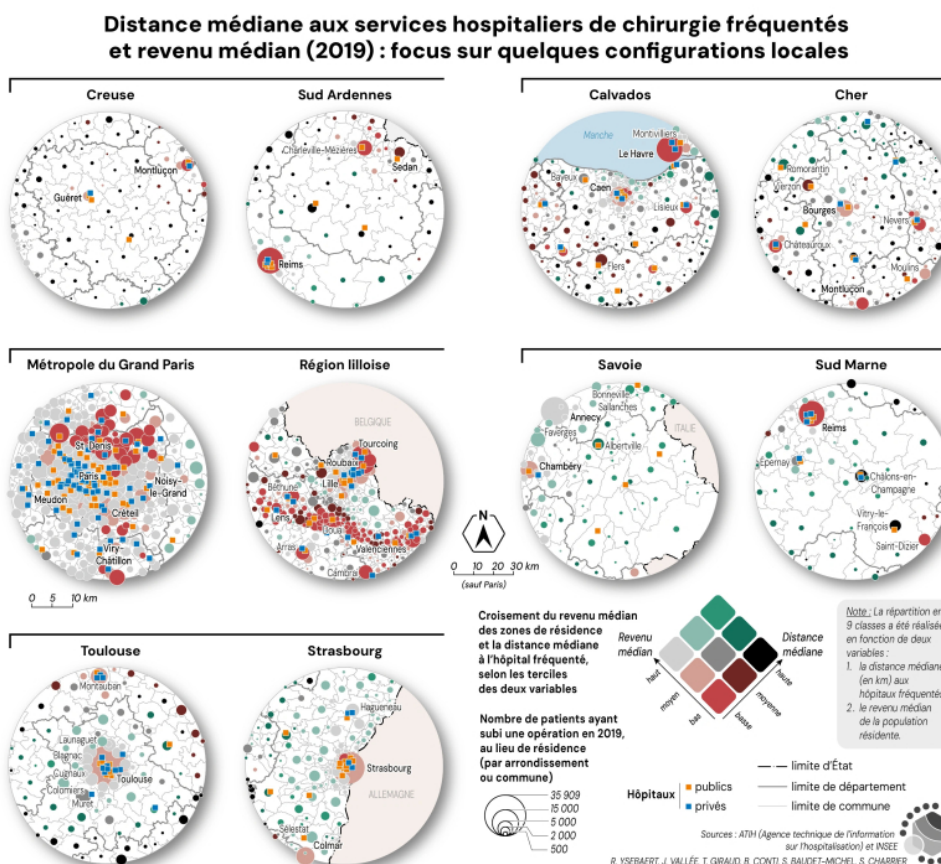 Distance médiane aux services hospitaliers de chirurgie fréquentés
et revenu médian (2019) : focus sur quelques configurations locales
Creuse
Montluçon
Guéret
Sud Ardennes
Charleville-Mézières
Sedan
Reims
Calvados
Manche
Montivilliers
Le Havre
Bayeux
Caen
Lisieux
Flers
Cher
Romorantin
Vierzon
Bourges
Nevers
Châteauroux
Moulins
Montluçon
Métropole du Grand Paris
St-Denis
Paris
Noisy-
le-Grand
Meudon
Créteil
Viry-
Châtillon
0 5 10 km
Région lilloise
BELGIQUE
Tourcoing
Roubaix
Lille
Béthune
Lens
Douai
Arras
Valenciennes
Cambrai
N
0 10 20 30 km
(sauf Paris)
Savoie
Bonneville
Sallanches
Annecy
ITALIE
Faverges
Albertville
Chambéry
Sud Marne
Reims
Epernay
Châlons-en-
Champagne
Vitry-le-
François
Saint-Dizier
Toulouse
Montauban
Launaguet
Blagnac
Cugnaux
Toulouse
Colomiers
Muret
Strasbourg
Hagueneau
Strasbourg
ALLEMAGNE
Sélestat
Colmar
Croisement du revenu médian
des zones de résidence
et la distance médiane
à l'hôpital fréquenté,
selon les terciles
des deux variables
Revenu
médian
haut
moyen
bas
Distance
médiane
haute
moyenne
basse
Note : La répartition en
9 classes a été réalisée
en fonction de deux
variables :
1. la distance médiane
(en km) aux
hôpitaux fréquentés
2. le revenu médian
de la population
résidente.
Nombre de patients ayant
subi une opération en 2019,
au lieu de résidence
(par arrondissement
ou commune)
35 909
15 000
5 000
2 000
500
Hôpitaux
publics
privés
limite d'État
limite de département
limite de commune
Sources : ATIH (Agence technique de l'information
sur l'hospitalisation) et INSEE
R. YSEBAERT, J. VALLÉE, T. GIRAUD, B. CONTI, S. BAUDET-MICHEL, S. CHARRIER